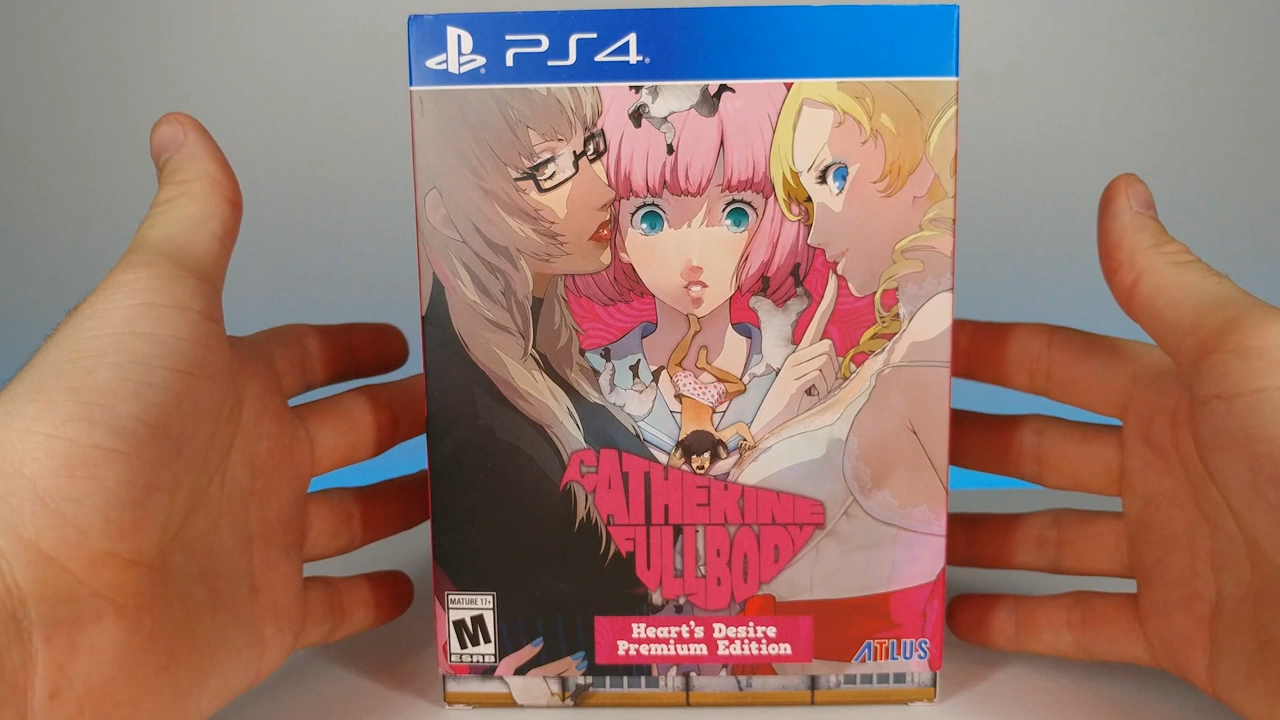 PS4
CATHERINE
FULLBODY
MATURE 17+
M
ESRB
Heart's Desire
Premium Edition
ATLUS